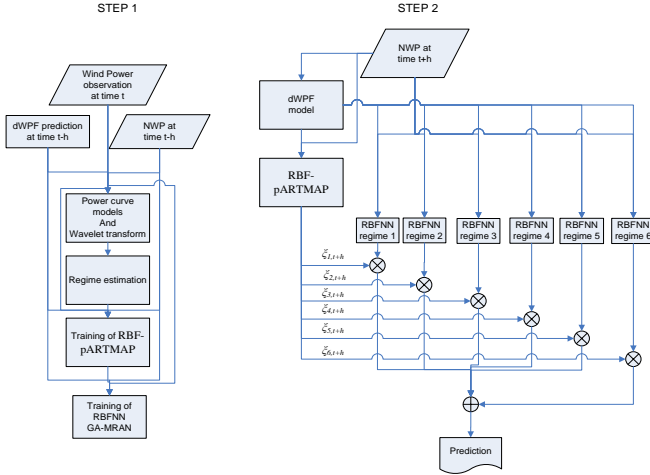 STEP 1
STEP 2
Wind Power
observation
at time t
dWPF prediction
at time t-h
NWP at
time t-h
Power curve
models
And
Wavelet transform
Regime estimation
Training of RBF-
pARTMAP
Training of
RBFNN
GA-MRAN
NWP at
time t+h
dWPF
model
RBF-
pARTMAP
RBFNN
regime 1
RBFNN
regime 2
RBFNN
regime 3
RBFNN
regime 4
RBFNN
regime 5
RBFNN
regime 6
ξ1,t+h
ξ2,t+h
ξ3,t+h
ξ4,t+h
ξ5,t+h
ξ6,t+h
Prediction